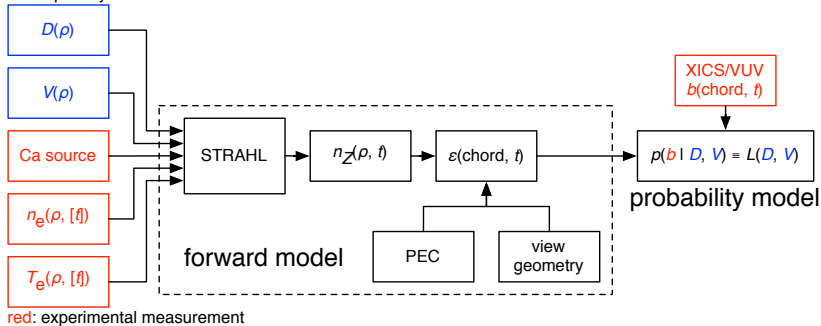 D(ρ)
V(ρ)
Ca source
n_e(ρ, [t])
T_e(ρ, [t])
STRAHL
n_Z(ρ, t)
ε(chord, t)
PEC
view
geometry
forward model
XICS/VUV
b(chord, t)
p(b | D, V) ≡ L(D, V)
probability model
red: experimental measurement